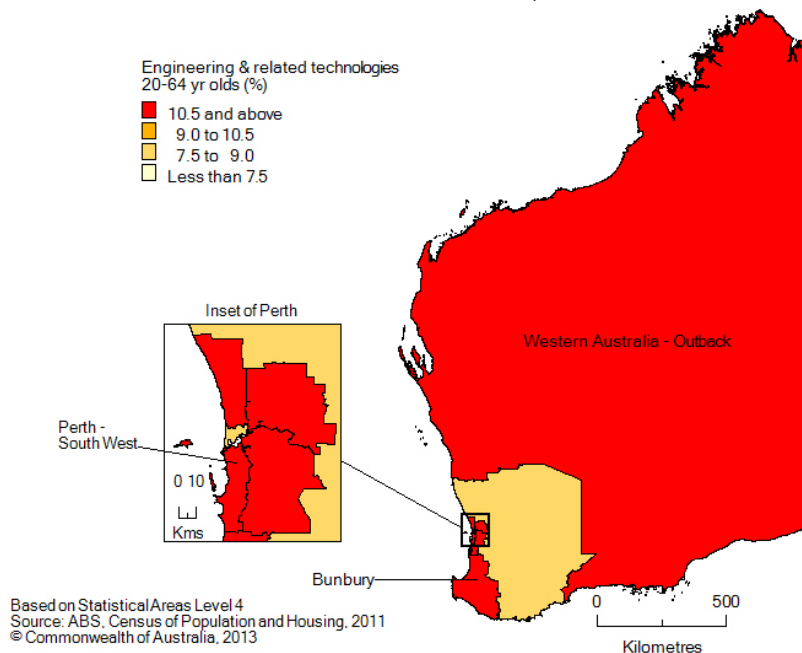 Engineering & related technologies
20-64 yr olds (%)
10.5 and above
9.0 to 10.5
7.5 to 9.0
Less than 7.5
Inset of Perth
Western Australia - Outback
Perth -
South West
0 10
Kms
Bunbury
Based on Statistical Areas Level 4
Source: ABS, Census of Population and Housing, 2011
© Commonwealth of Australia, 2013
0 500
Kilometres